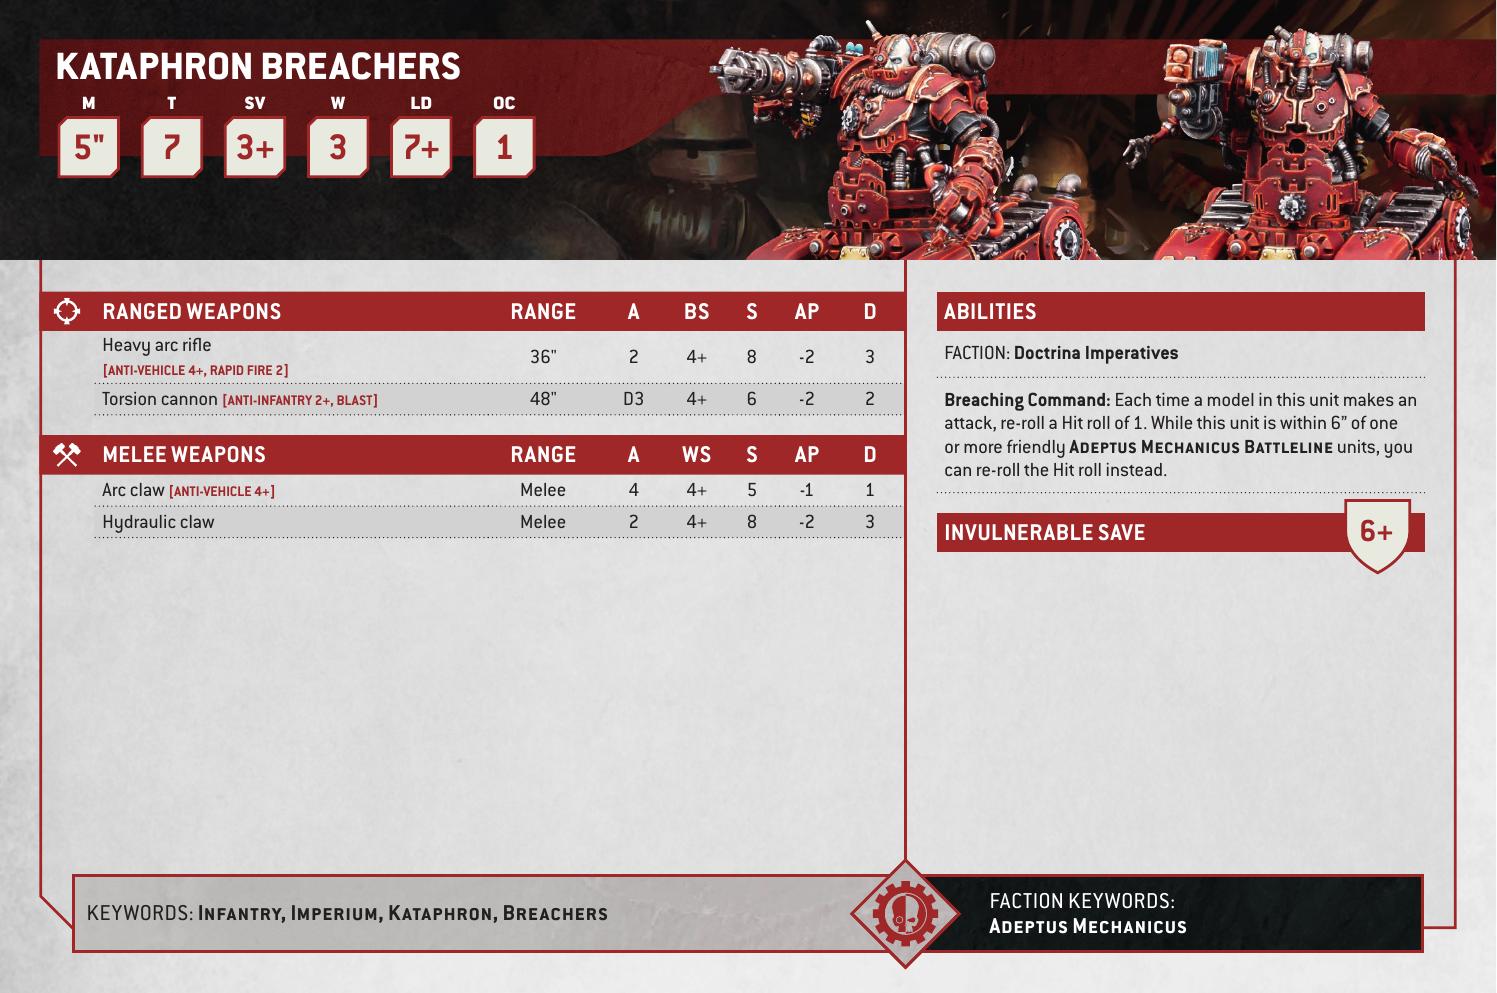 KATAPHRON BREACHERS
M T SV W LD OC
5" 7 3+ 3 7+ 1
RANGED WEAPONS RANGE A BS S AP D
Heavy arc rifle
[ANTI-VEHICLE 4+, RAPID FIRE 2] 36" 2 4+ 8 -2 3
Torsion cannon [ANTI-INFANTRY 2+, BLAST] 48" D3 4+ 6 -2 2
MELEE WEAPONS RANGE A WS S AP D
Arc claw [ANTI-VEHICLE 4+] Melee 4 4+ 5 -1 1
Hydraulic claw Melee 2 4+ 8 -2 3
ABILITIES
FACTION: Doctrina Imperatives
Breaching Command: Each time a model in this unit makes an
attack, re-roll a Hit roll of 1. While this unit is within 6” of one
or more friendly ADEPTUS MECHANICUS BATTLELINE units, you
can re-roll the Hit roll instead.
INVULNERABLE SAVE 6+
KEYWORDS: INFANTRY, IMPERIUM, KATAPHRON, BREACHERS
FACTION KEYWORDS:
ADEPTUS MECHANICUS